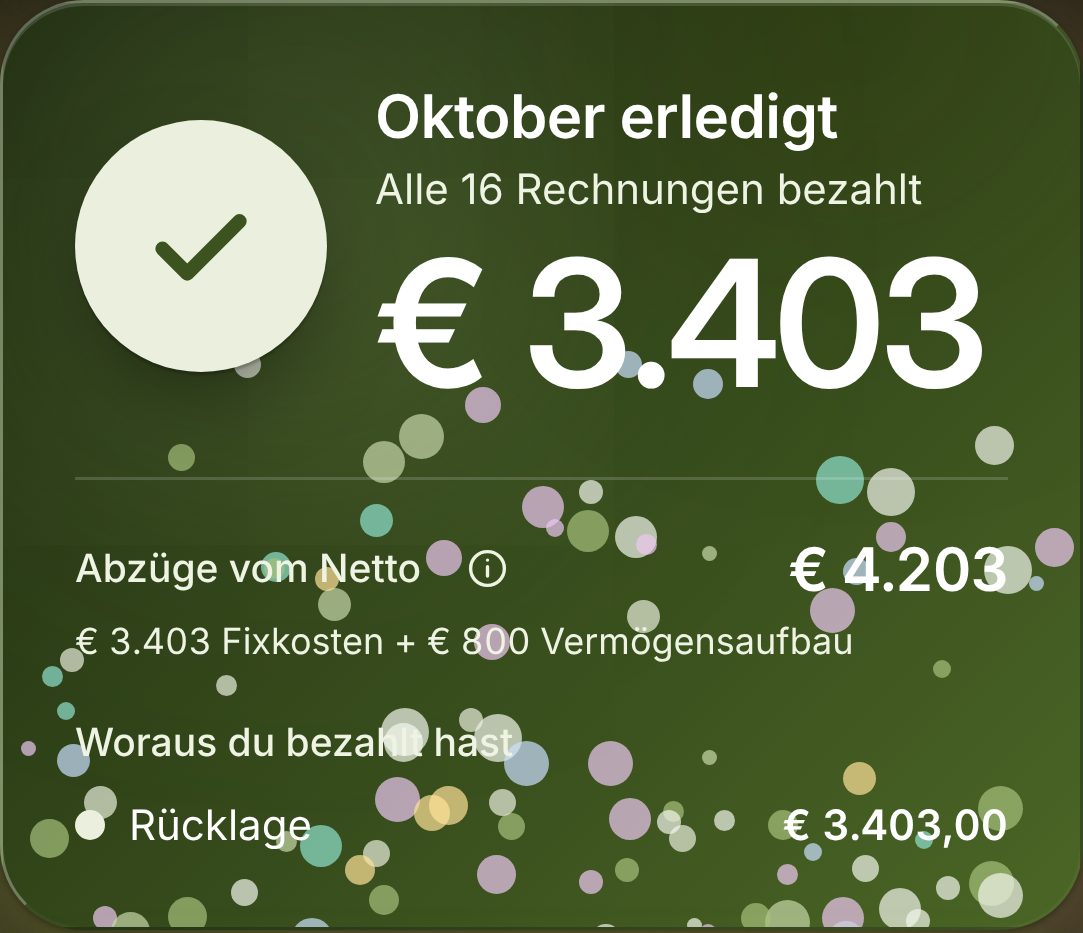 Oktober erledigt
Alle 16 Rechnungen bezahlt
€ 3.403
Abzüge vom Netto € 4.203
€ 3.403 Fixkosten + € 800 Vermögensaufbau
Woraus du bezahlt hast
Rücklage € 3.403,00